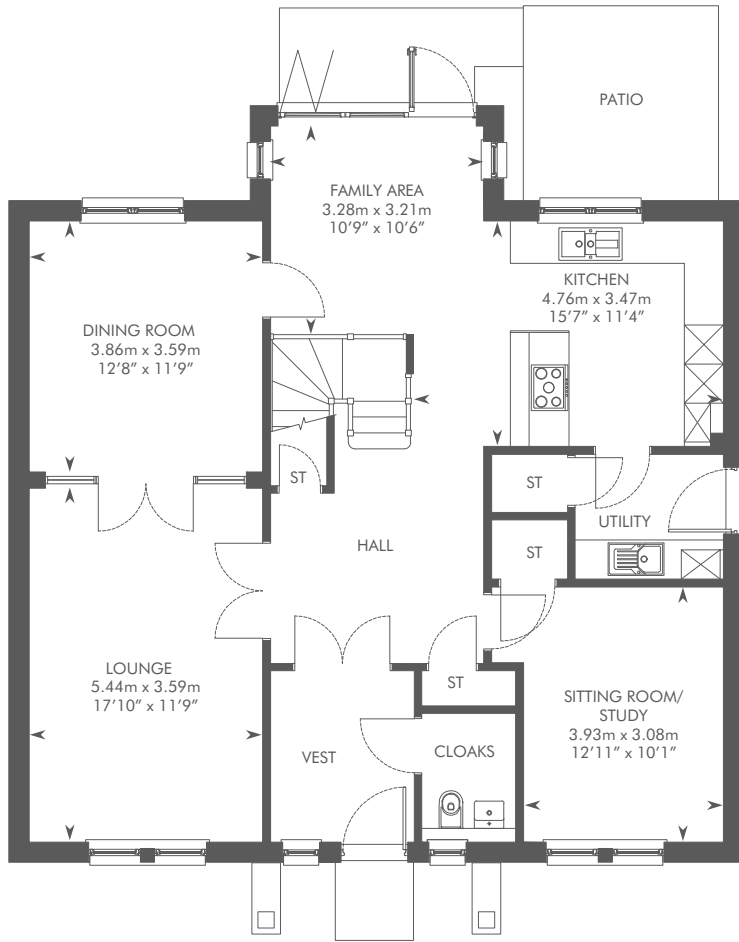 PATIO
FAMILY AREA
3.28m x 3.21m
10’9” x 10’6”
KITCHEN
4.76m x 3.47m
15’7” x 11’4”
DINING ROOM
3.86m x 3.59m
12’8” x 11’9”
ST
ST
UTILITY
HALL
ST
LOUNGE
5.44m x 3.59m
17’10” x 11’9”
ST
SITTING ROOM/
STUDY
3.93m x 3.08m
12’11” x 10’1”
VEST
CLOAKS